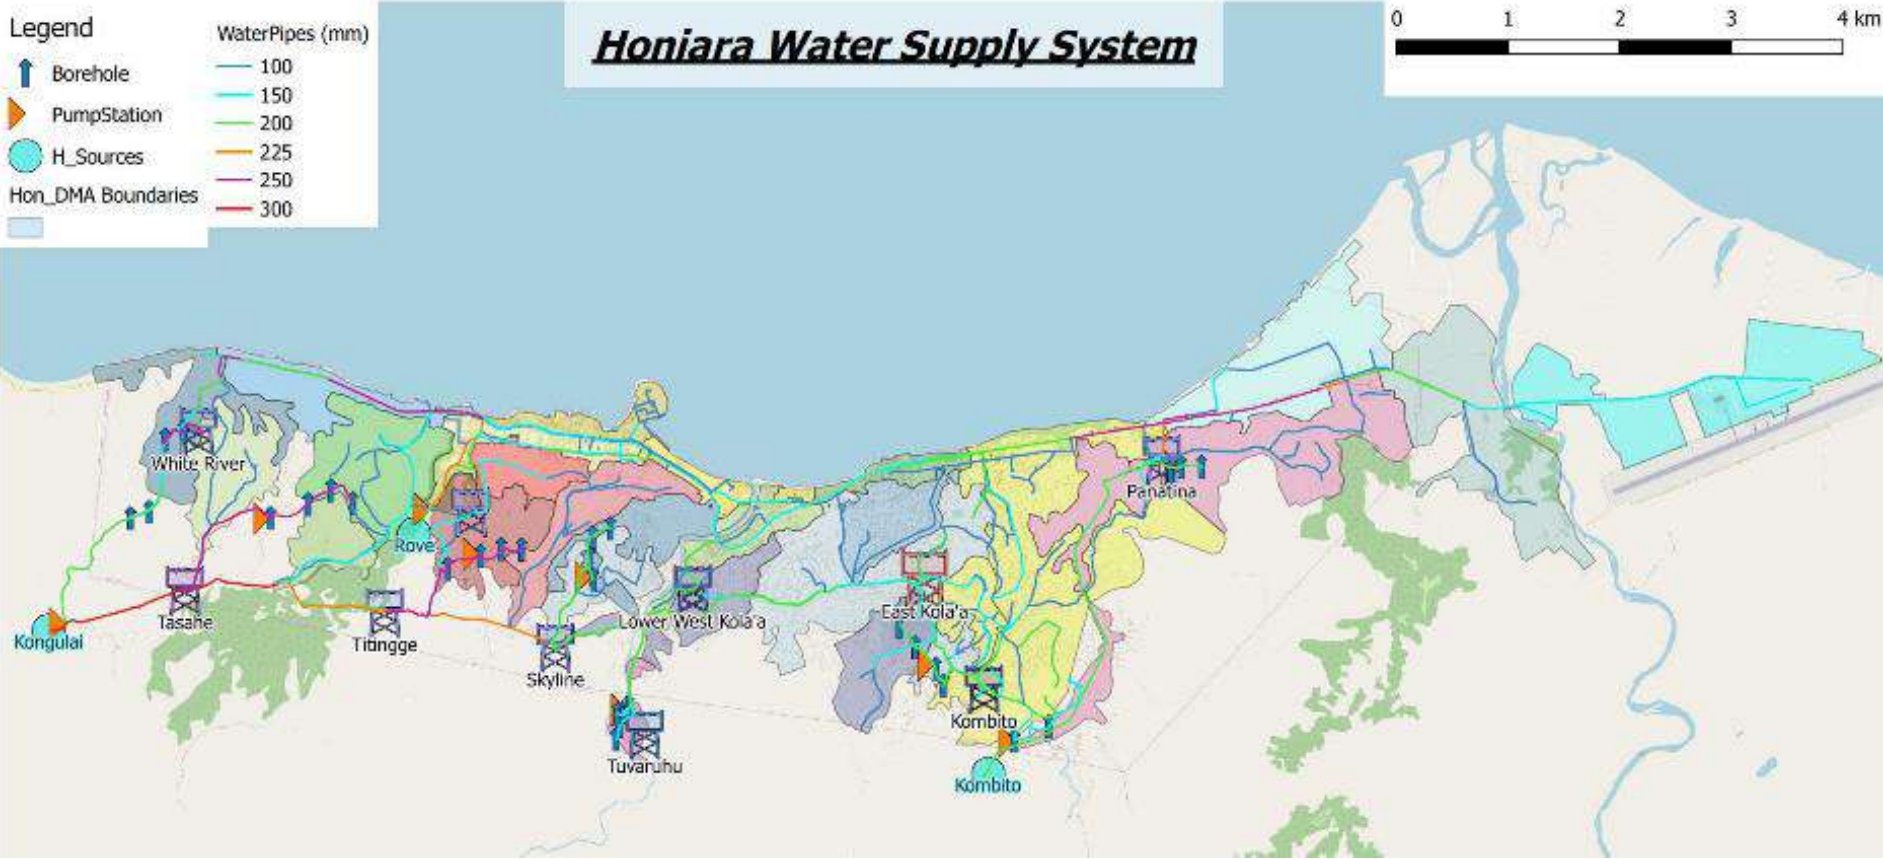 Honiara Water Supply System
Legend
Borehole
PumpStation
H_Sources
Hon_DMA Boundaries
WaterPipes (mm)
100
150
200
225
250
300
0 1 2 3 4 km
White River
Rove
Panatina
Kongulai
Tasahe
Titingge
Skyline
Lower West Kola'a
East Kola'a
Tuvaruhu
Kombito
Kombito